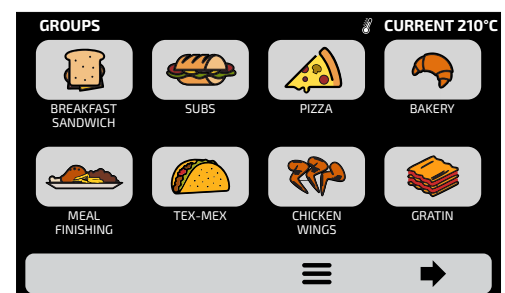 GROUPS
CURRENT 210°C
BREAKFAST
SANDWICH
SUBS
PIZZA
BAKERY
MEAL
FINISHING
TEX-MEX
CHICKEN
WINGS
GRATIN